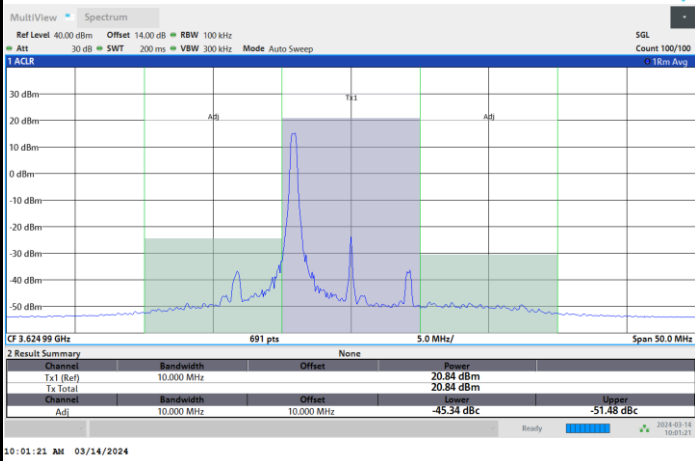 MultiView Spectrum
Ref Level 40.00 dBm Offset 14.00 dB RBW 100 kHz SGL
Att 30 dB SWT 200 ms VBW 300 kHz Mode Auto Sweep Count 100/100
1 ACLR 1Rm Avg
Tx1
Adj Adj
30 dBm
20 dBm
10 dBm
0 dBm
-10 dBm
-20 dBm
-30 dBm
-40 dBm
-50 dBm
CF 3.624 99 GHz 691 pts 5.0 MHz/ Span 50.0 MHz
2 Result Summary None
Channel Bandwidth Offset Power
Tx1 (Ref) 10.000 MHz 20.84 dBm
Tx Total 20.84 dBm
Channel Bandwidth Offset Lower Upper
Adj 10.000 MHz 10.000 MHz -45.34 dBc -51.48 dBc
Ready 2024-03-14
10:01:21
10:01:21 AM 03/14/2024